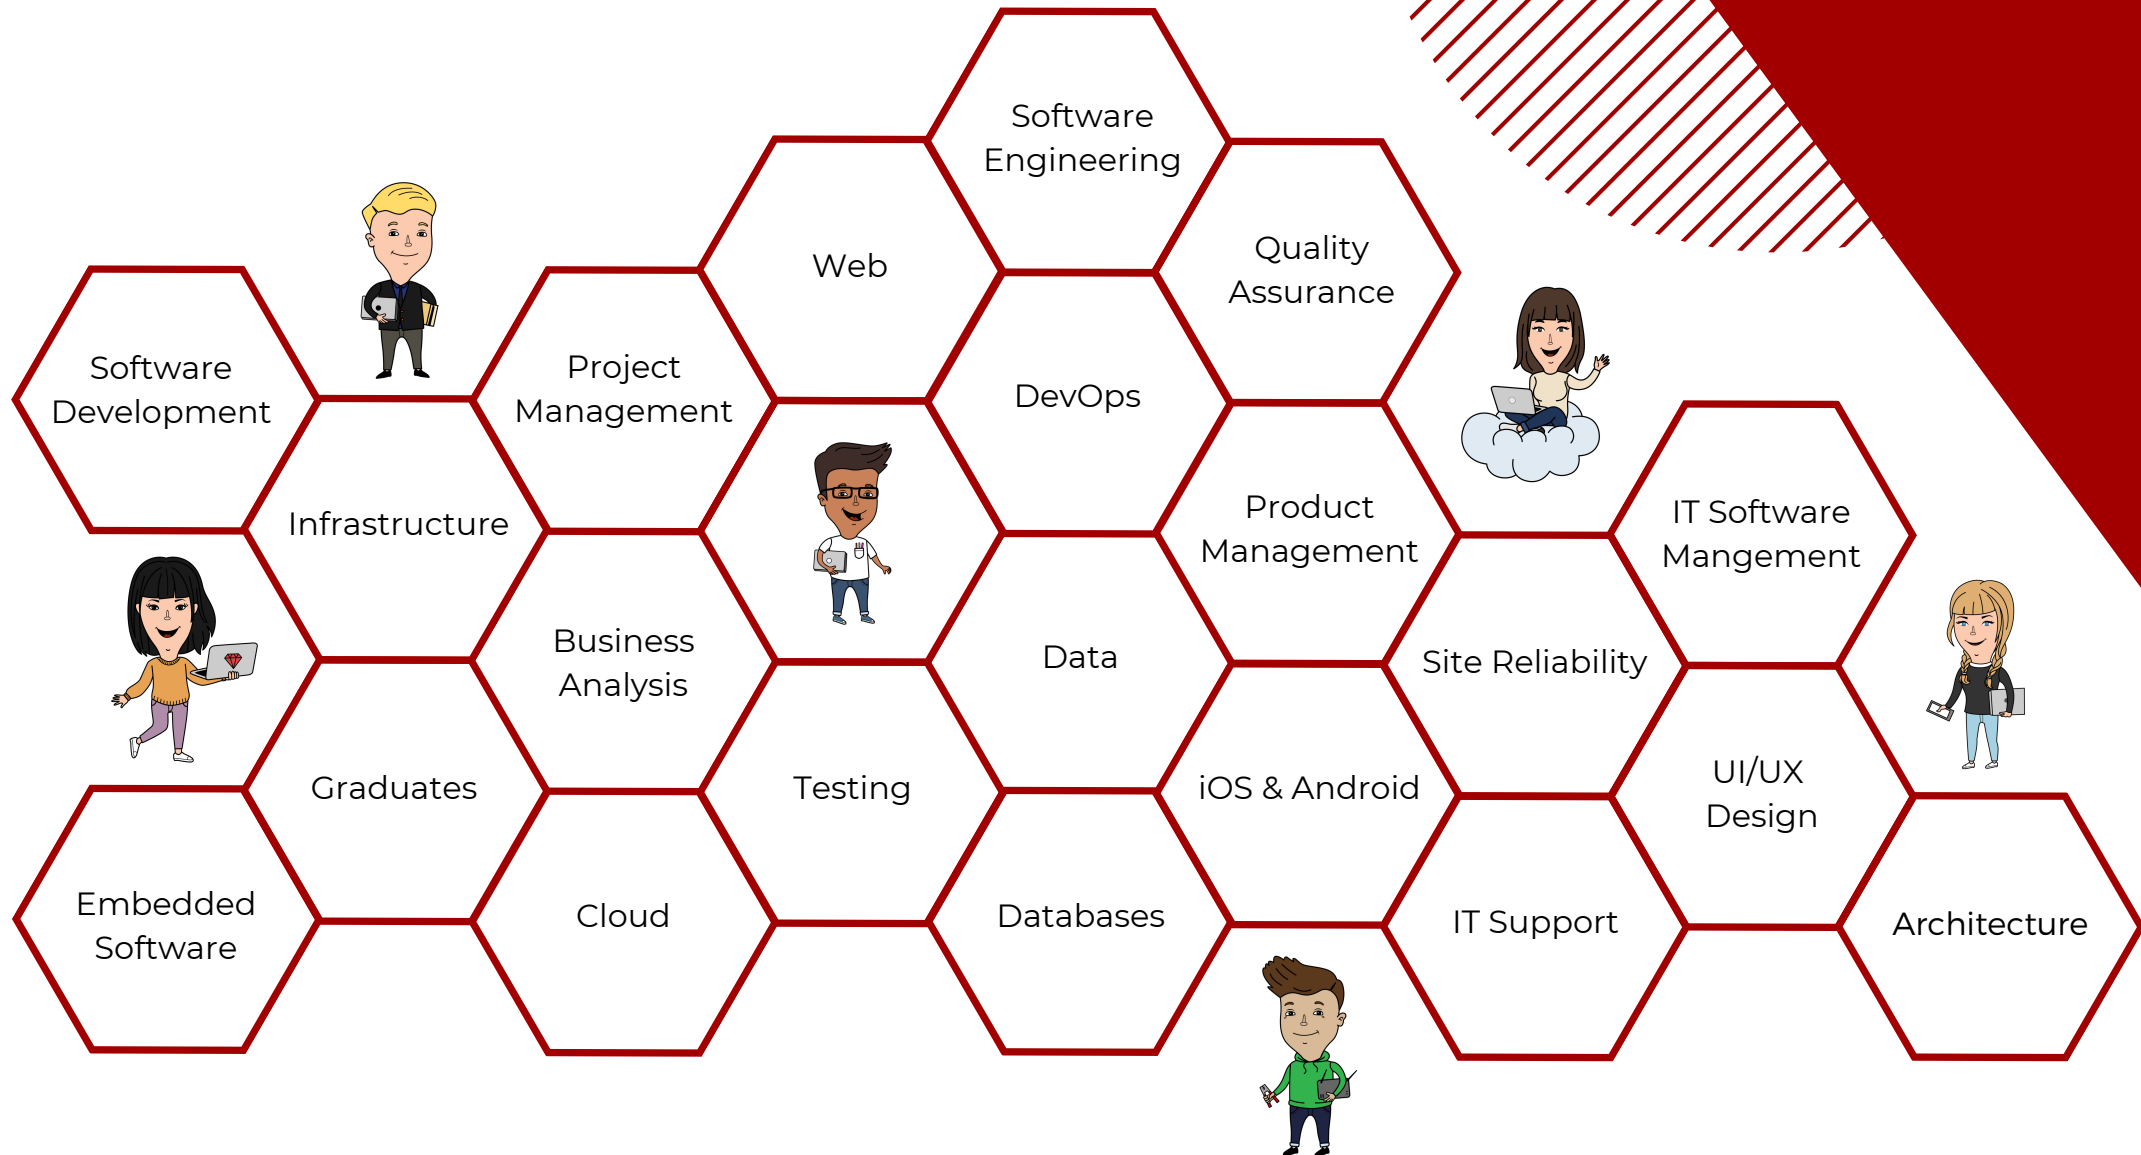 Software
Engineering
Web
Quality
Assurance
Software
Development
Project
Management
DevOps
Infrastructure
Product
Management
IT Software
Mangement
Business
Analysis
Data
Site Reliability
Graduates
Testing
iOS & Android
UI/UX
Design
Embedded
Software
Cloud
Databases
IT Support
Architecture